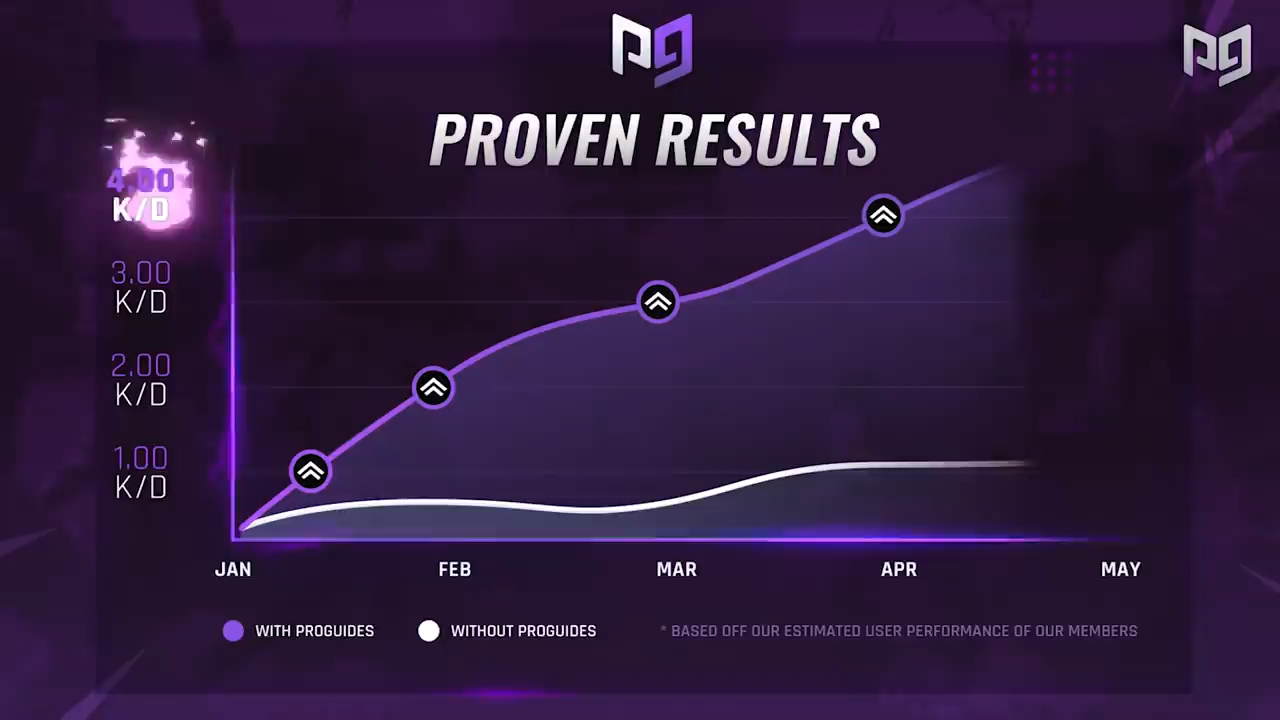 PG
PG
PROVEN RESULTS
4.00
K/D
3.00
K/D
2.00
K/D
1.00
K/D
JAN FEB MAR APR MAY
WITH PROGUIDES WITHOUT PROGUIDES * BASED OFF OUR ESTIMATED USER PERFORMANCE OF OUR MEMBERS